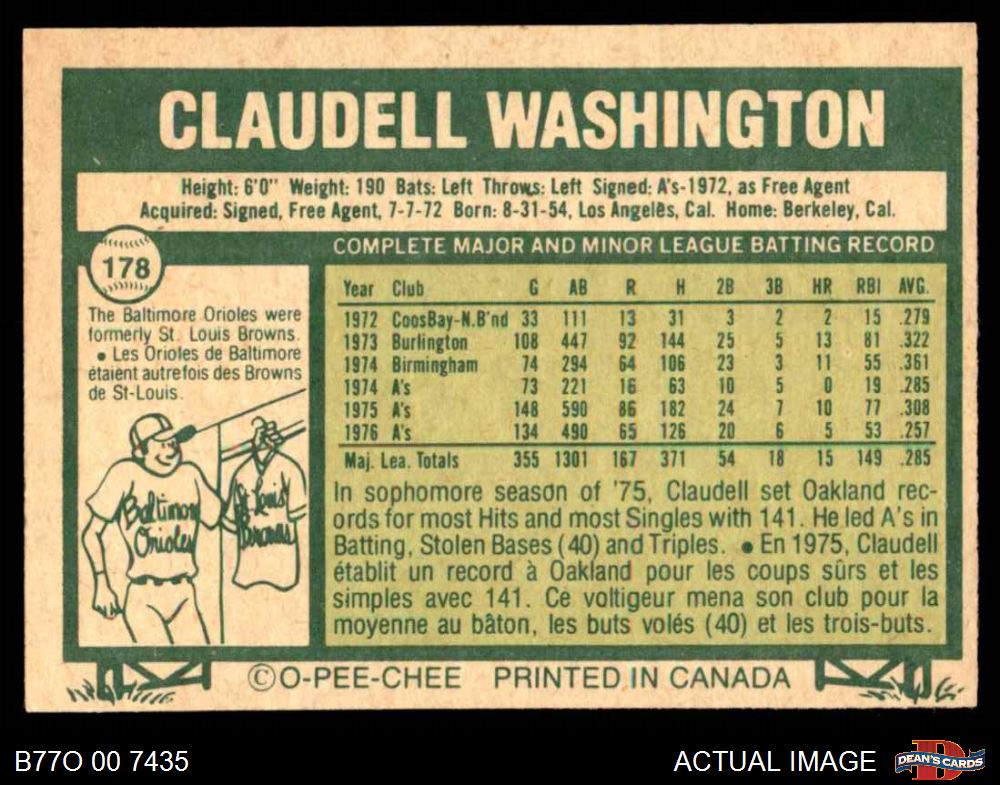 CLAUDELL WASHINGTON
Height: 6'0" Weight: 190 Bats: Left Throws: Left Signed: A's-1972, as Free Agent
Acquired: Signed, Free Agent, 7-7-72 Born: 8-31-54, Los Angeles, Cal. Home: Berkeley, Cal.
178
The Baltimore Orioles were
formerly St. Louis Browns.
• Les Orioles de Baltimore
étaient autrefois des Browns
de St-Louis.
Baltimore
Orioles
St. Louis
Browns
COMPLETE MAJOR AND MINOR LEAGUE BATTING RECORD
Year Club G AB R H 2B 3B HR RBI AVG.
1972 CoosBay-N.B'nd 33 111 13 31 3 2 2 15 .279
1973 Burlington 108 447 92 144 25 5 13 81 .322
1974 Birmingham 74 294 64 106 23 3 11 55 .361
1974 A's 73 221 16 63 10 5 0 19 .285
1975 A's 148 590 86 182 24 7 10 77 .308
1976 A's 134 490 65 126 20 6 5 53 .257
Maj. Lea. Totals 355 1301 167 371 54 18 15 149 .285
In sophomore season of '75, Claudell set Oakland rec-
ords for most Hits and most Singles with 141. He led A's in
Batting, Stolen Bases (40) and Triples. • En 1975, Claudell
établit un record à Oakland pour les coups sûrs et les
simples avec 141. Ce voltigeur mena son club pour la
moyenne au bâton, les buts volés (40) et les trois-buts.
©O-PEE-CHEE PRINTED IN CANADA
B77O 00 7435
ACTUAL IMAGE
D
DEAN'S CARDS